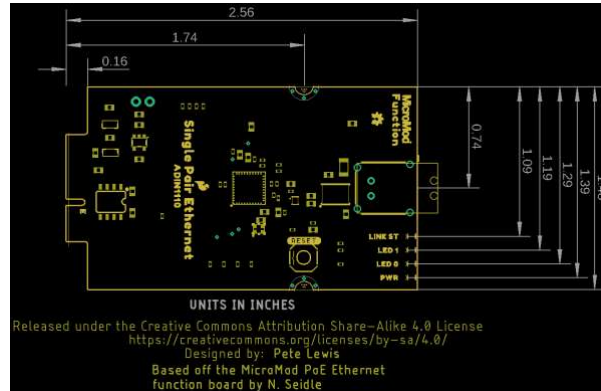 2.56
1.74
0.16
MicroMod
Function
Single Pair Ethernet
ADIN1110
0.74
1.09
1.19
1.29
1.39
LINK ST
LED 1
LED 0
PWR
RESET
UNITS IN INCHES
Released under the Creative Commons Attribution Share-Alike 4.0 License
https://creativecommons.org/licenses/by-sa/4.0/
Designed by: Pete Lewis
Based off the MicroMod PoE Ethernet
function board by N. Seidle